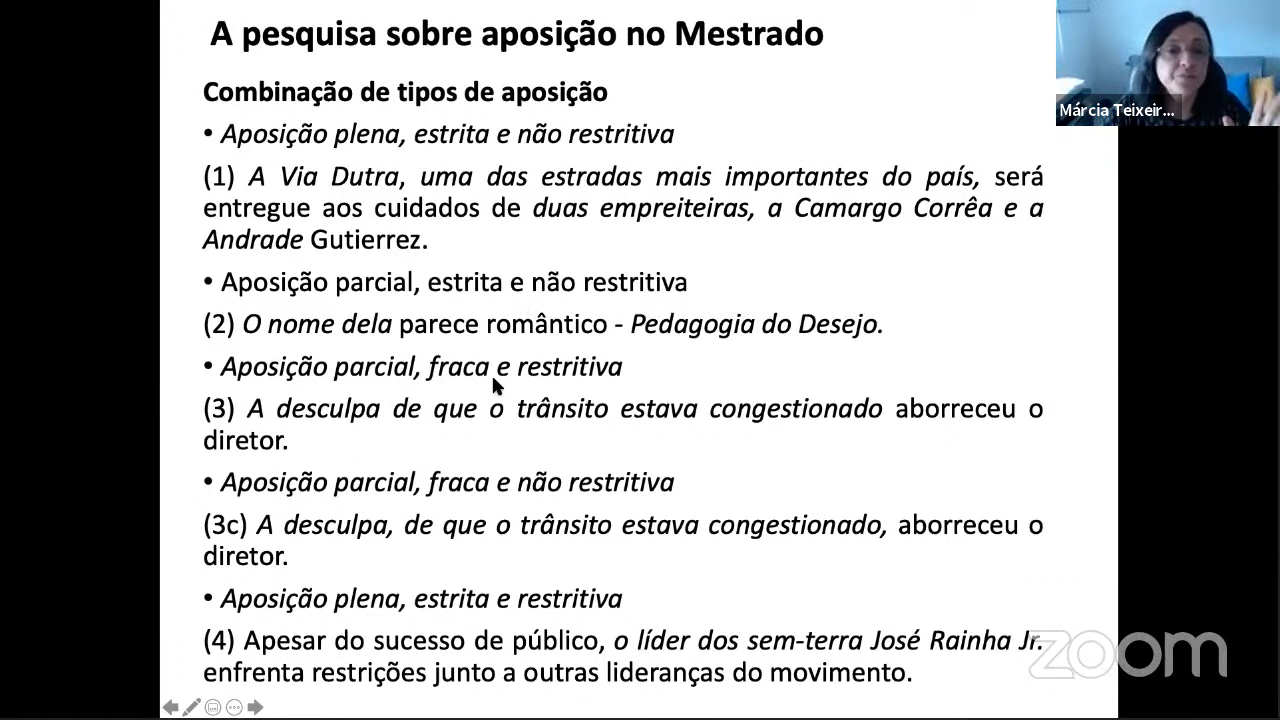 A pesquisa sobre aposição no Mestrado
Márcia Teixeir...
Combinação de tipos de aposição
• Aposição plena, estrita e não restritiva
(1) A Via Dutra, uma das estradas mais importantes do país, será
entregue aos cuidados de duas empreiteiras, a Camargo Corrêa e a
Andrade Gutierrez.
• Aposição parcial, estrita e não restritiva
(2) O nome dela parece romântico - Pedagogia do Desejo.
• Aposição parcial, fraca e restritiva
(3) A desculpa de que o trânsito estava congestionado aborreceu o
diretor.
• Aposição parcial, fraca e não restritiva
(3c) A desculpa, de que o trânsito estava congestionado, aborreceu o
diretor.
• Aposição plena, estrita e restritiva
(4) Apesar do sucesso de público, o líder dos sem-terra José Rainha Jr.
enfrenta restrições junto a outras lideranças do movimento.
zoom